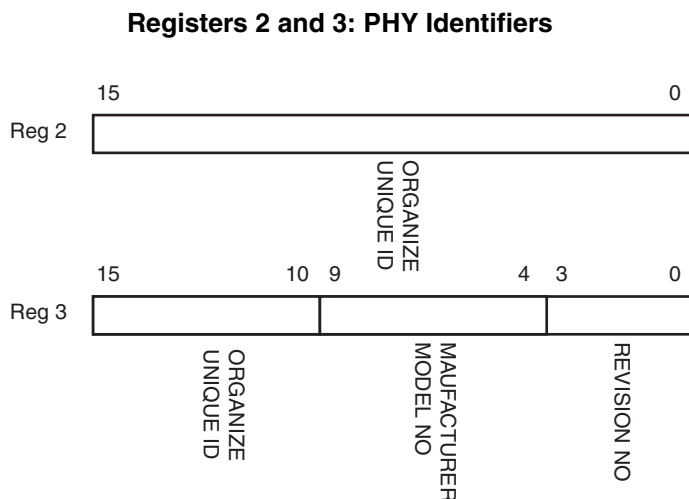 Registers 2 and 3: PHY Identifiers
15 0
Reg 2
ORGANIZE
UNIQUE ID
15 10 9 4 3 0
Reg 3
ORGANIZE
UNIQUE ID
MAUFACTURER
MODEL NO
REVISION NO